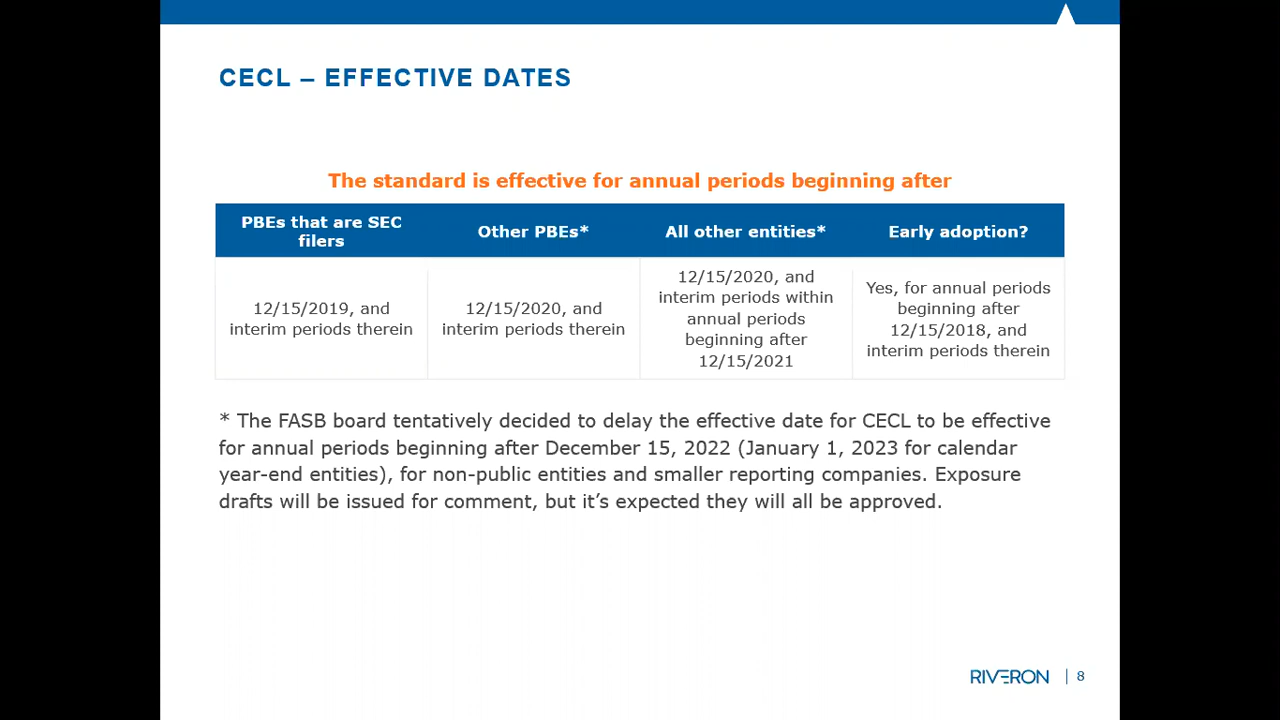 CECL – EFFECTIVE DATES
The standard is effective for annual periods beginning after
PBEs that are SEC
filers
Other PBEs*
All other entities*
Early adoption?
12/15/2019, and
interim periods therein
12/15/2020, and
interim periods therein
12/15/2020, and
interim periods within
annual periods
beginning after
12/15/2021
Yes, for annual periods
beginning after
12/15/2018, and
interim periods therein
* The FASB board tentatively decided to delay the effective date for CECL to be effective
for annual periods beginning after December 15, 2022 (January 1, 2023 for calendar
year-end entities), for non-public entities and smaller reporting companies. Exposure
drafts will be issued for comment, but it’s expected they will all be approved.
RIVERON | 8